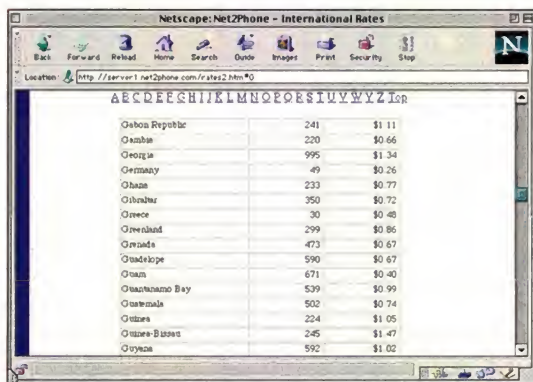 Netscape: Net2Phone - International Rates
Back Forward Reload Home Search Guide Images Print Security Stop
N
Location: http://server1.net2phone.com/rates2.htm#G
A B C D E F G H I J K L M N O P Q R S T U V W Y Z Top
Gabon Republic 241 $1.11
Gambia 220 $0.66
Georgia 995 $1.34
Germany 49 $0.26
Ghana 233 $0.77
Gibraltar 350 $0.72
Greece 30 $0.48
Greenland 299 $0.86
Grenada 473 $0.67
Guadelope 590 $0.67
Guam 671 $0.40
Guantanamo Bay 539 $0.99
Guatemala 502 $0.74
Guinea 224 $1.05
Guinea-Bissau 245 $1.47
Guyana 592 $1.02